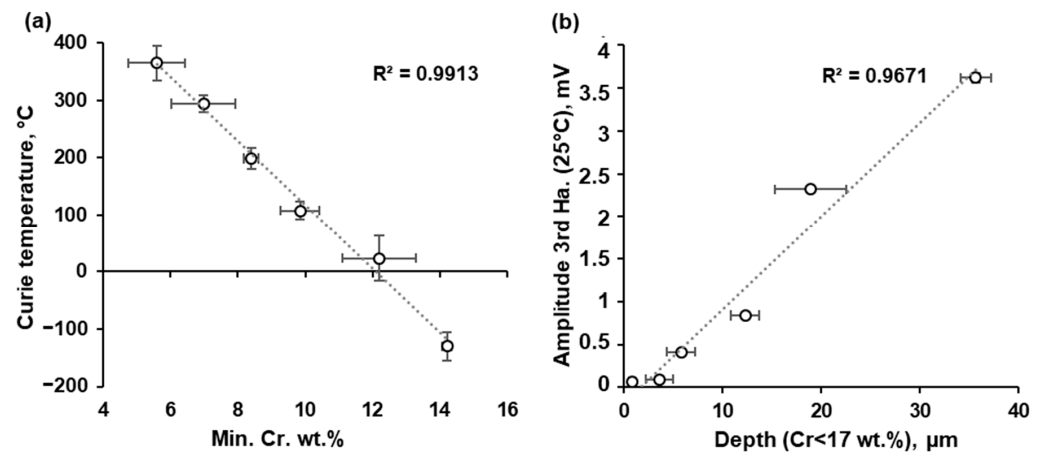 (a)
Curie temperature, °C
400
300
200
100
0
−100
−200
R² = 0.9913
4 6 8 10 12 14 16
Min. Cr. wt.%
(b)
Amplitude 3rd Ha. (25°C), mV
4
3.5
3
2.5
2
1.5
1
0.5
0
R² = 0.9671
0 10 20 30 40
Depth (Cr<17 wt.%), µm